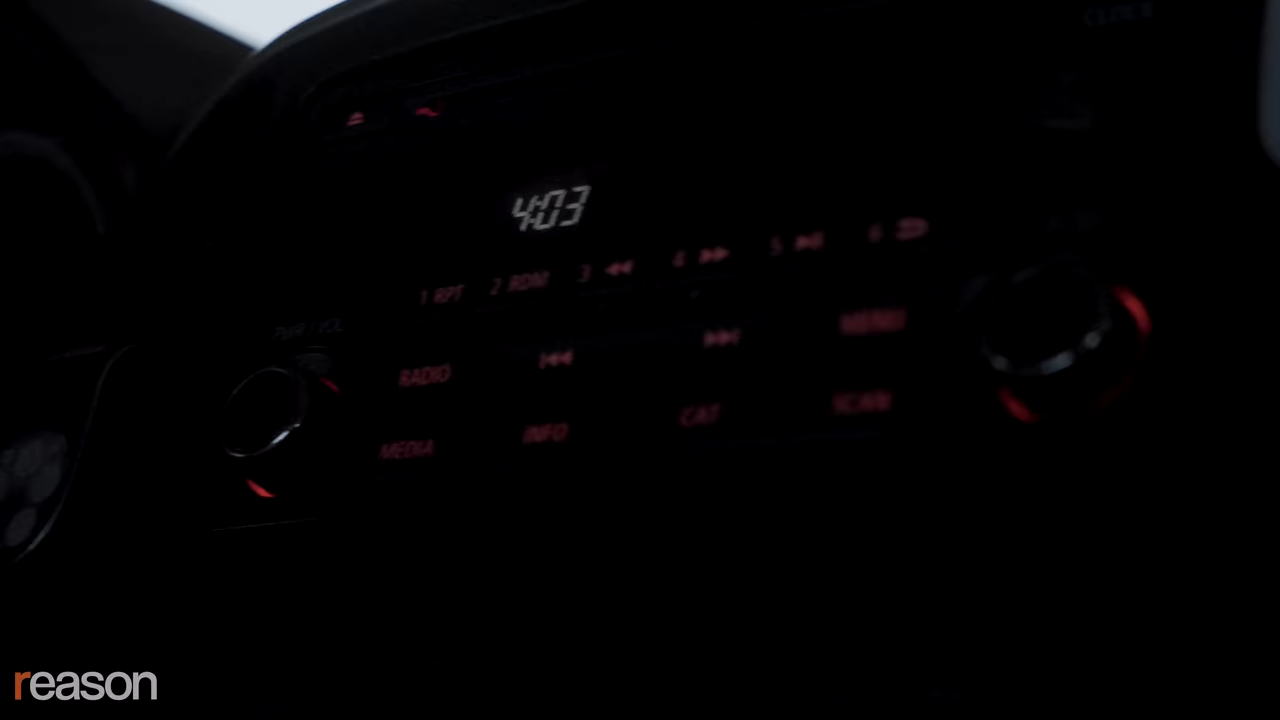 CLOCK
4:03
1 RPT 2 RDM 3 4 5 6
PWR / VOL
MENU
RADIO
SCAN
CAT
INFO
MEDIA
reason